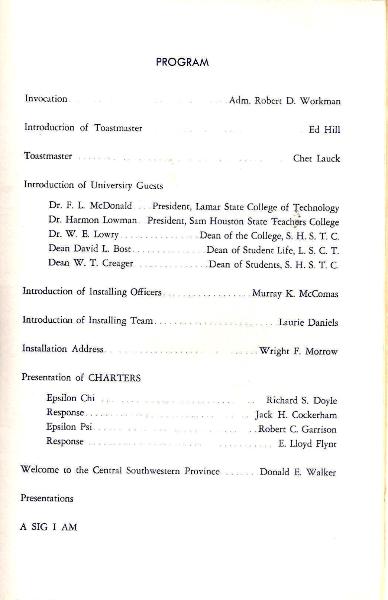 PROGRAM
Invocation Adm. Robert D. Workman
Introduction of Toastmaster Ed Hill
Toastmaster Chet Lauck
Introduction of University Guests
Dr. F. L. McDonald President, Lamar State College of Technology
Dr. Harmon Lowman President, Sam Houston State Teachers College
Dr. W. E. Lowry Dean of the College, S. H. S. T. C.
Dean David L. Bost Dean of Student Life, L. S. C. T.
Dean W. T. Creager Dean of Students, S. H. S. T. C.
Introduction of Installing Officers Murray K. McComas
Introduction of Installing Team Laurie Daniels
Installation Address Wright F. Morrow
Presentation of CHARTERS
Epsilon Chi Richard S. Doyle
Response Jack H. Cockerham
Epsilon Psi Robert C. Garrison
Response E. Lloyd Flynt
Welcome to the Central Southwestern Province Donald E. Walker
Presentations
A SIG I AM